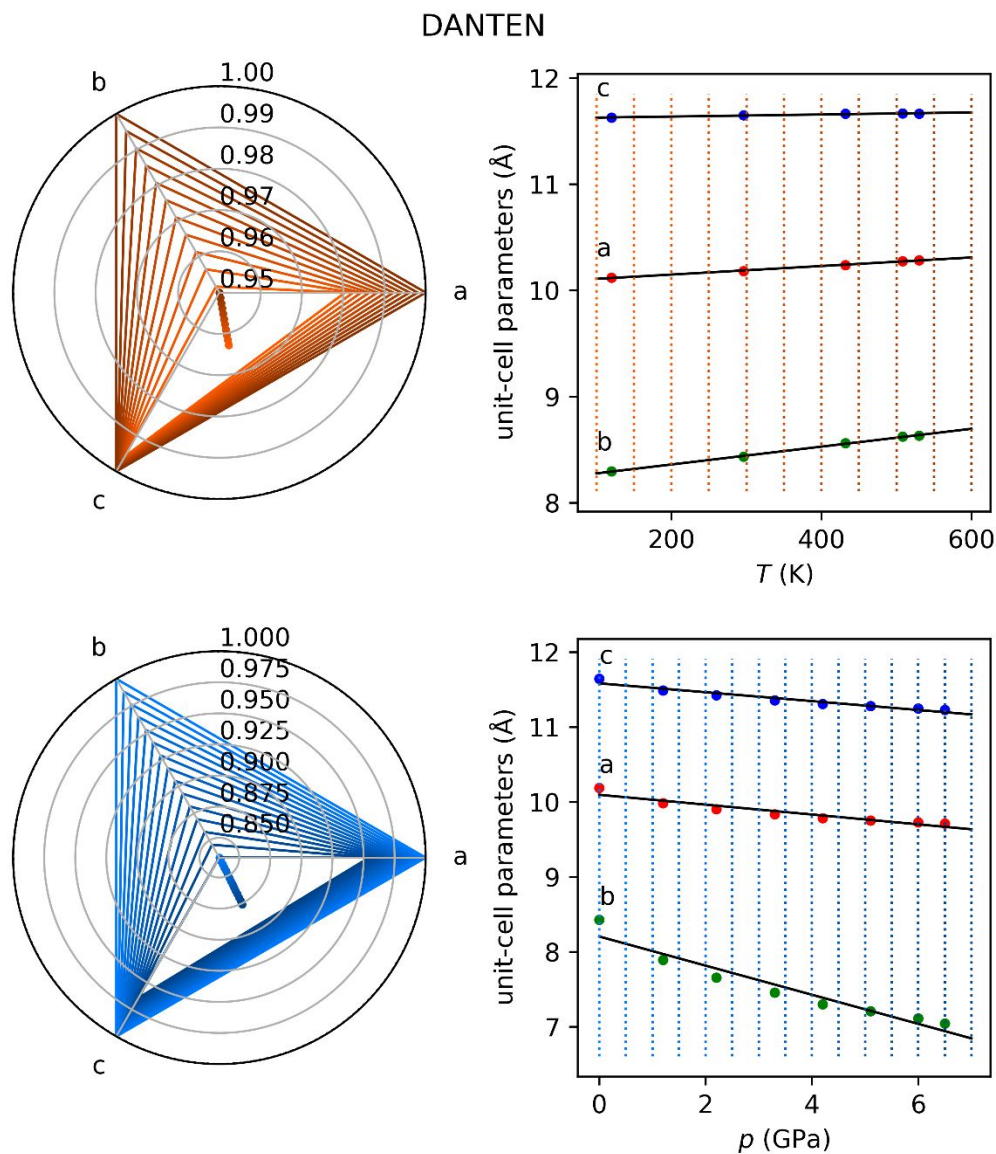 DANTEN
b
1.00
0.99
0.98
0.97
0.96
0.95
a
c
unit-cell parameters (Å)
12
11
10
9
8
c
a
b
200
400
600
T (K)
b
1.000
0.975
0.950
0.925
0.900
0.875
0.850
a
c
unit-cell parameters (Å)
12
11
10
9
8
7
c
a
b
0
2
4
6
p (GPa)